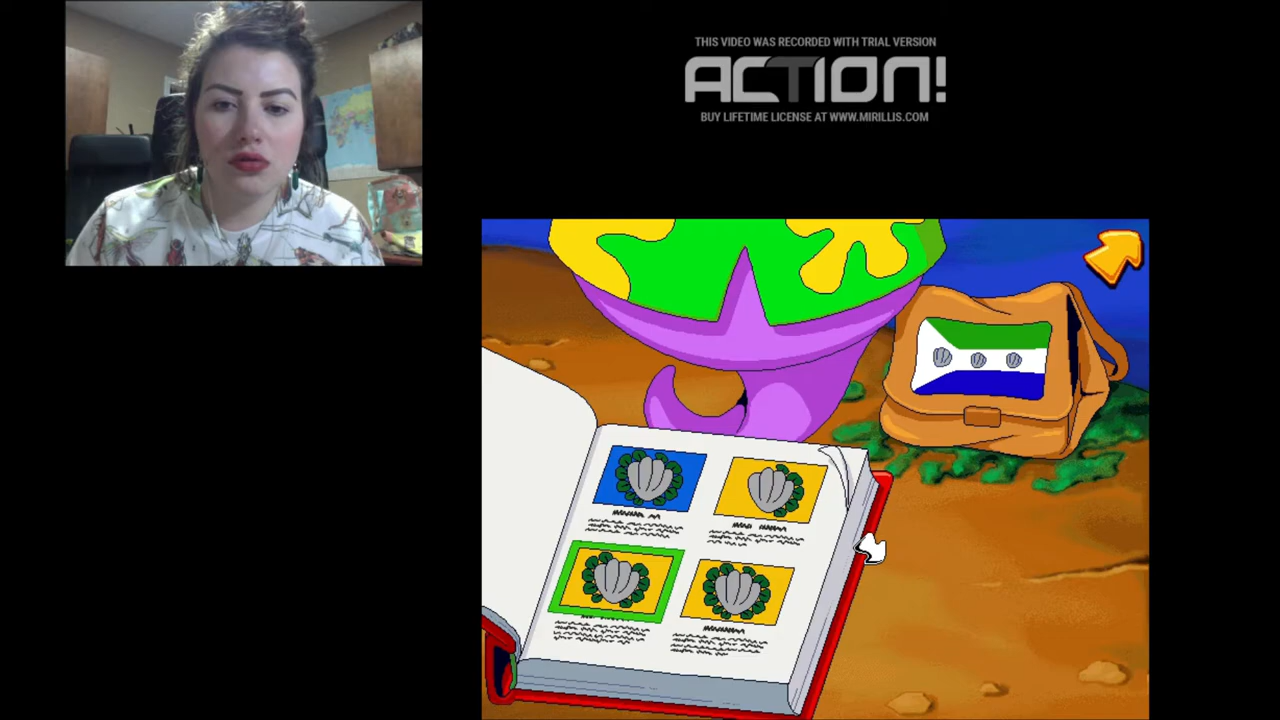 THIS VIDEO WAS RECORDED WITH TRIAL VERSION
ACTION!
BUY LIFETIME LICENSE AT WWW.MIRILLIS.COM